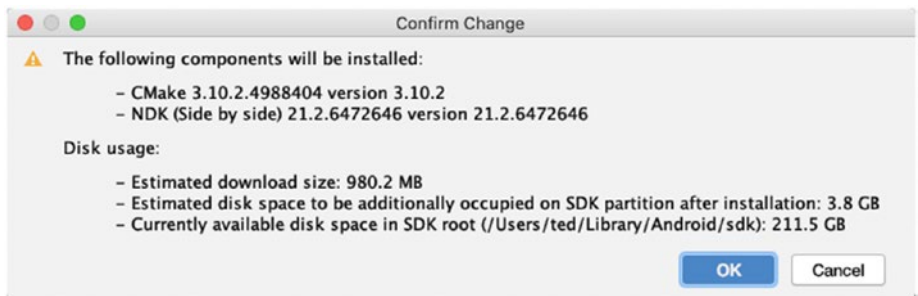 Confirm Change
The following components will be installed:
– CMake 3.10.2.4988404 version 3.10.2
– NDK (Side by side) 21.2.6472646 version 21.2.6472646
Disk usage:
– Estimated download size: 980.2 MB
– Estimated disk space to be additionally occupied on SDK partition after installation: 3.8 GB
– Currently available disk space in SDK root (/Users/ted/Library/Android/sdk): 211.5 GB
OK Cancel